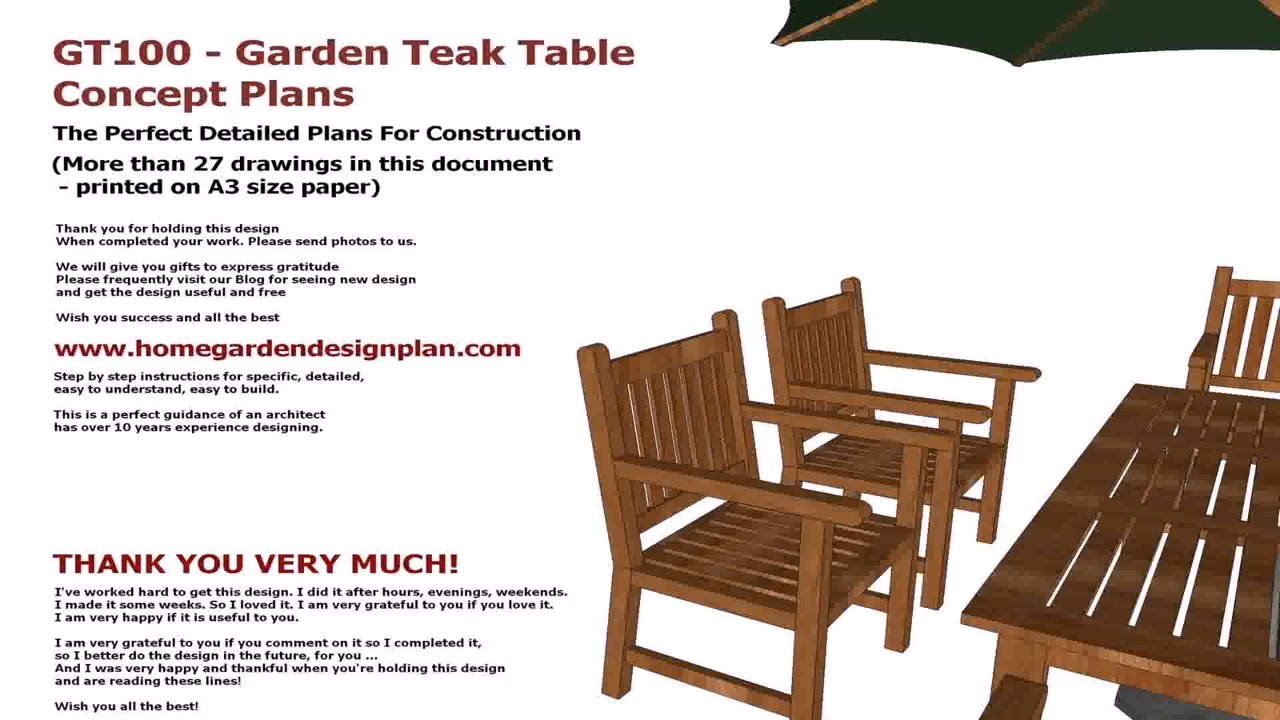 GT100 - Garden Teak Table
Concept Plans
The Perfect Detailed Plans For Construction
(More than 27 drawings in this document
- printed on A3 size paper)
Thank you for holding this design
When completed your work. Please send photos to us.
We will give you gifts to express gratitude
Please frequently visit our Blog for seeing new design
and get the design useful and free
Wish you success and all the best
www.homegardendesignplan.com
Step by step instructions for specific, detailed,
easy to understand, easy to build.
This is a perfect guidance of an architect
has over 10 years experience designing.
THANK YOU VERY MUCH!
I've worked hard to get this design. I did it after hours, evenings, weekends.
I made it some weeks. So I loved it. I am very grateful to you if you love it.
I am very happy if it is useful to you.
I am very grateful to you if you comment on it so I completed it,
so I better do the design in the future, for you ...
And I was very happy and thankful when you're holding this design
and are reading these lines!
Wish you all the best!